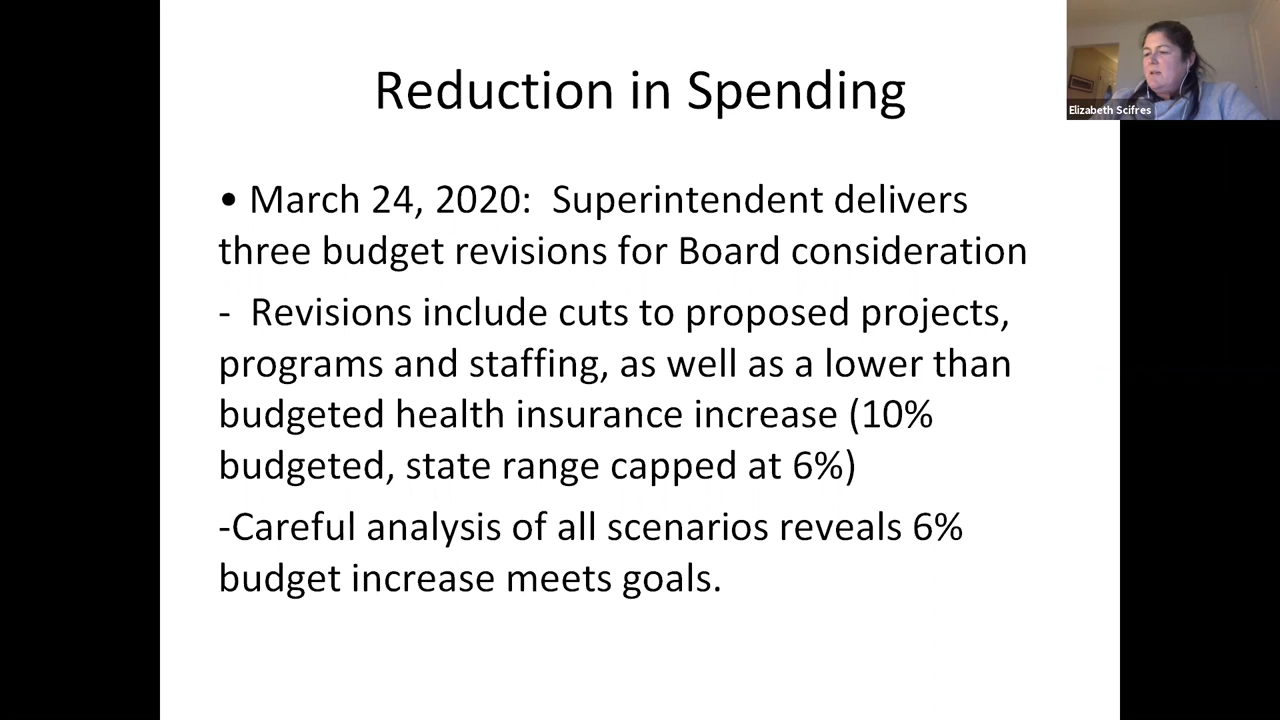 Reduction in Spending
Elizabeth Scifres
• March 24, 2020:  Superintendent delivers
three budget revisions for Board consideration
-  Revisions include cuts to proposed projects,
programs and staffing, as well as a lower than
budgeted health insurance increase (10%
budgeted, state range capped at 6%)
-Careful analysis of all scenarios reveals 6%
budget increase meets goals.